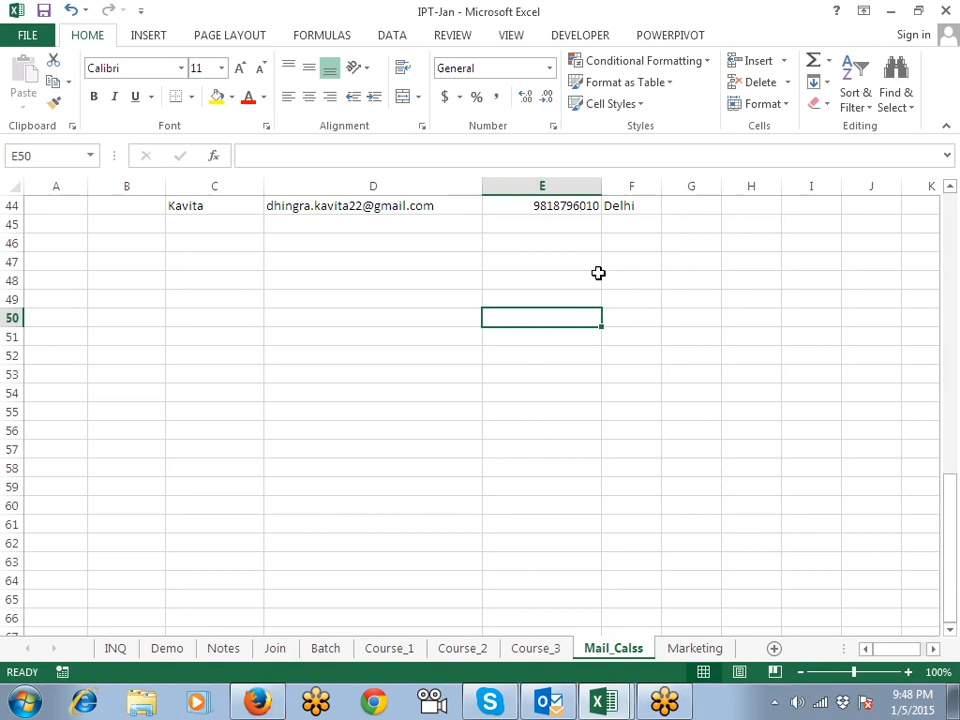 IPT-Jan - Microsoft Excel
FILE HOME INSERT PAGE LAYOUT FORMULAS DATA REVIEW VIEW DEVELOPER POWERPIVOT Sign in
Paste Calibri 11 General Conditional Formatting Insert
Format as Table Delete Sort & Find &
B I U A $ % , Cell Styles Format Filter Select
Clipboard Font Alignment Number Styles Cells Editing
E50 fx
A B C D E F G H I J K
44 Kavita dhingra.kavita22@gmail.com 9818796010 Delhi
45
46
47
48
49
50
51
52
53
54
55
56
57
58
59
60
61
62
63
64
65
66
67
INQ Demo Notes Join Batch Course_1 Course_2 Course_3 Mail_Calss Marketing
READY 100%
9:48 PM
1/5/2015